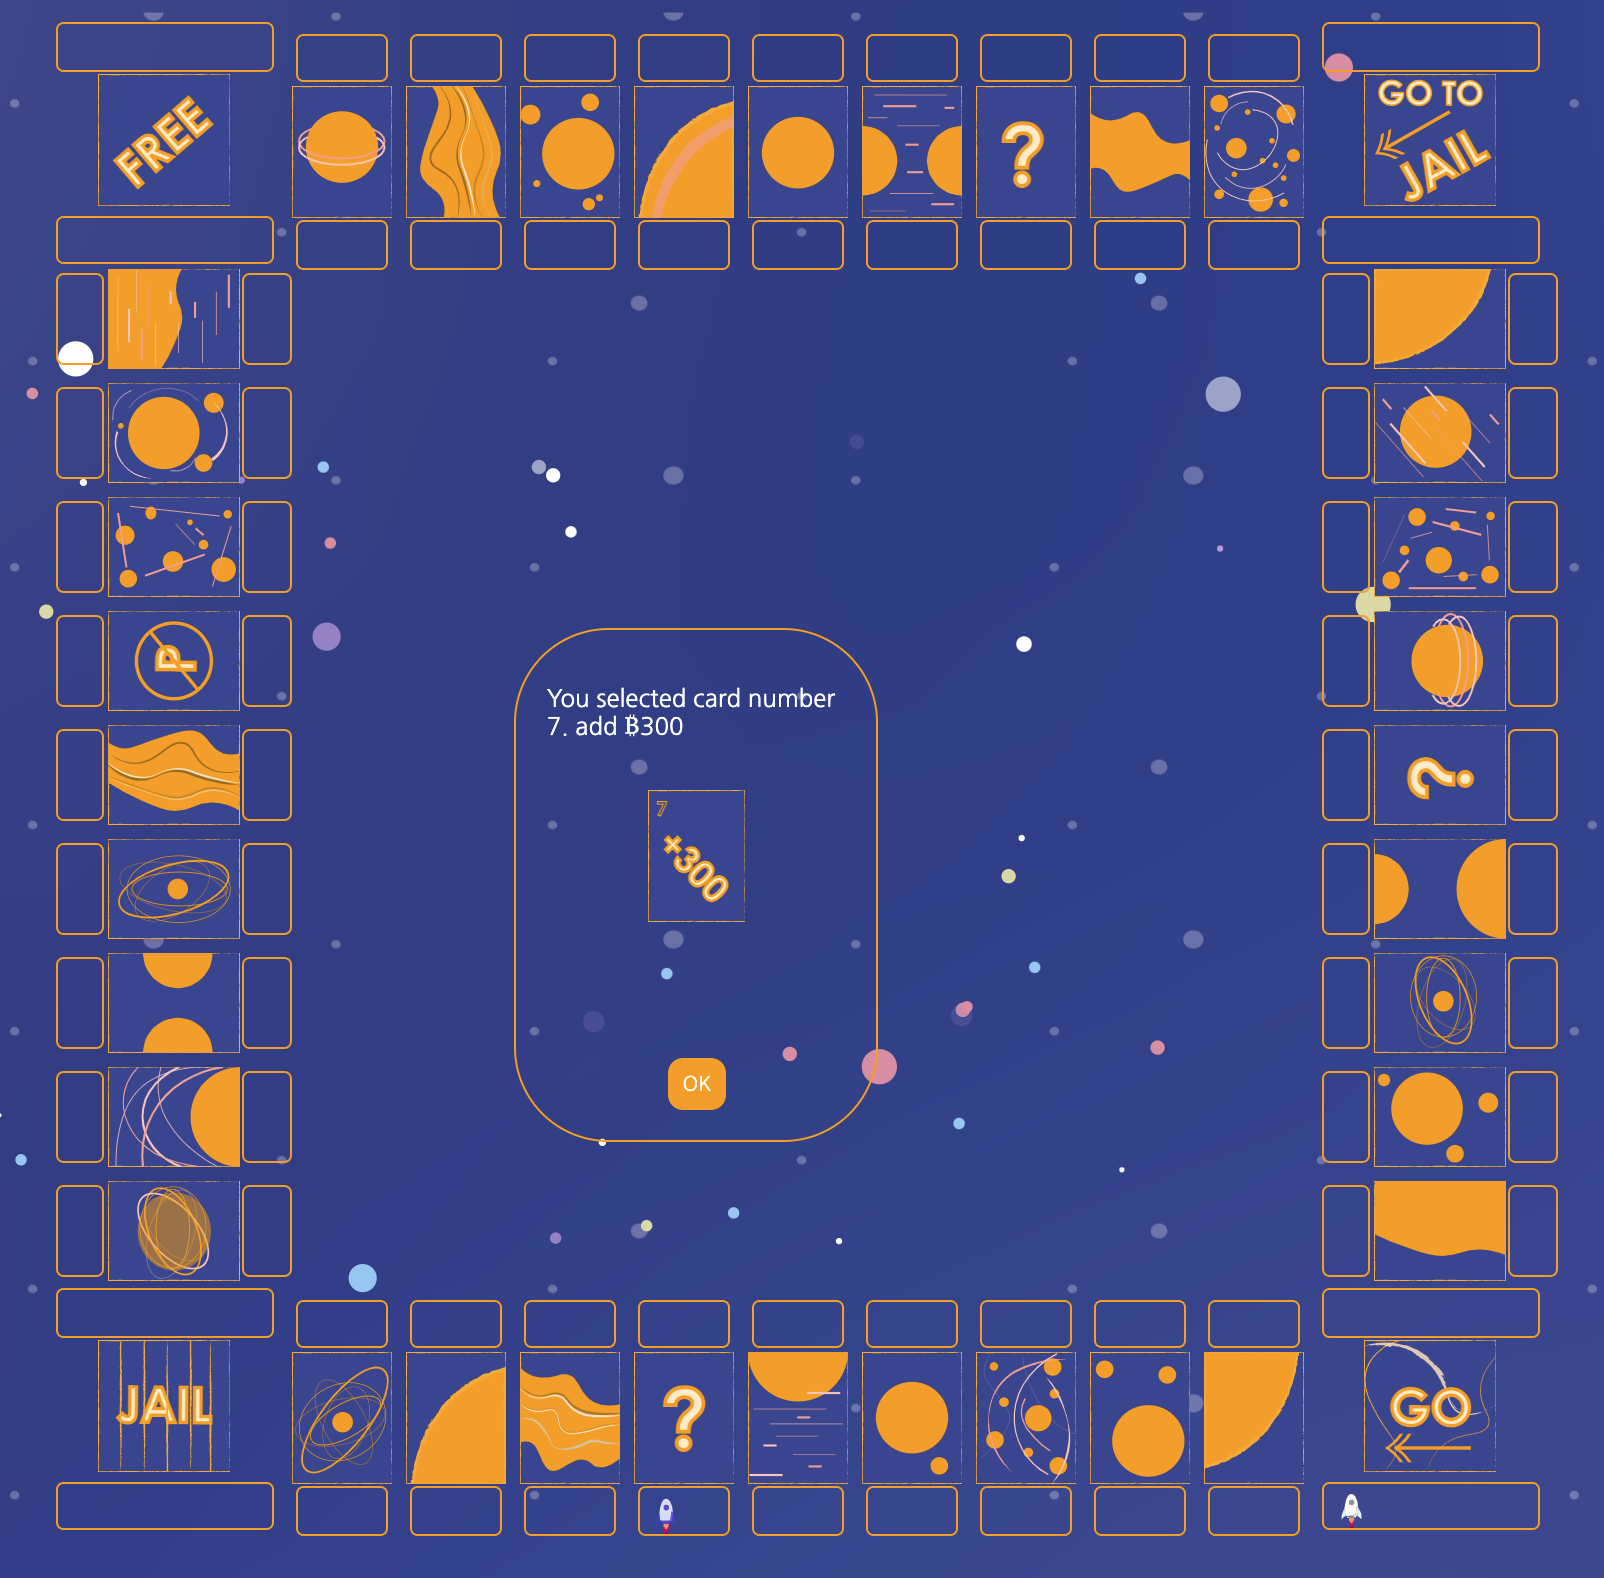 FREE
?
GO TO
JAIL
P
?
You selected card number
7. add ฿300
7
+300
OK
JAIL
?
GO